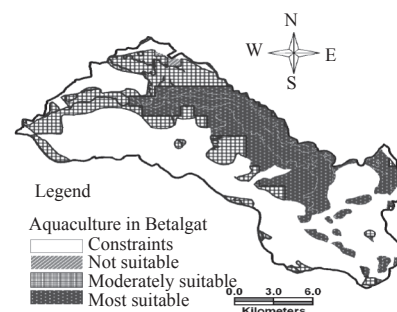 N
W E
S
Legend
Aquaculture in Betalgat
Constraints
Not suitable
Moderately suitable
Most suitable
0.0 3.0 6.0
Kilometers